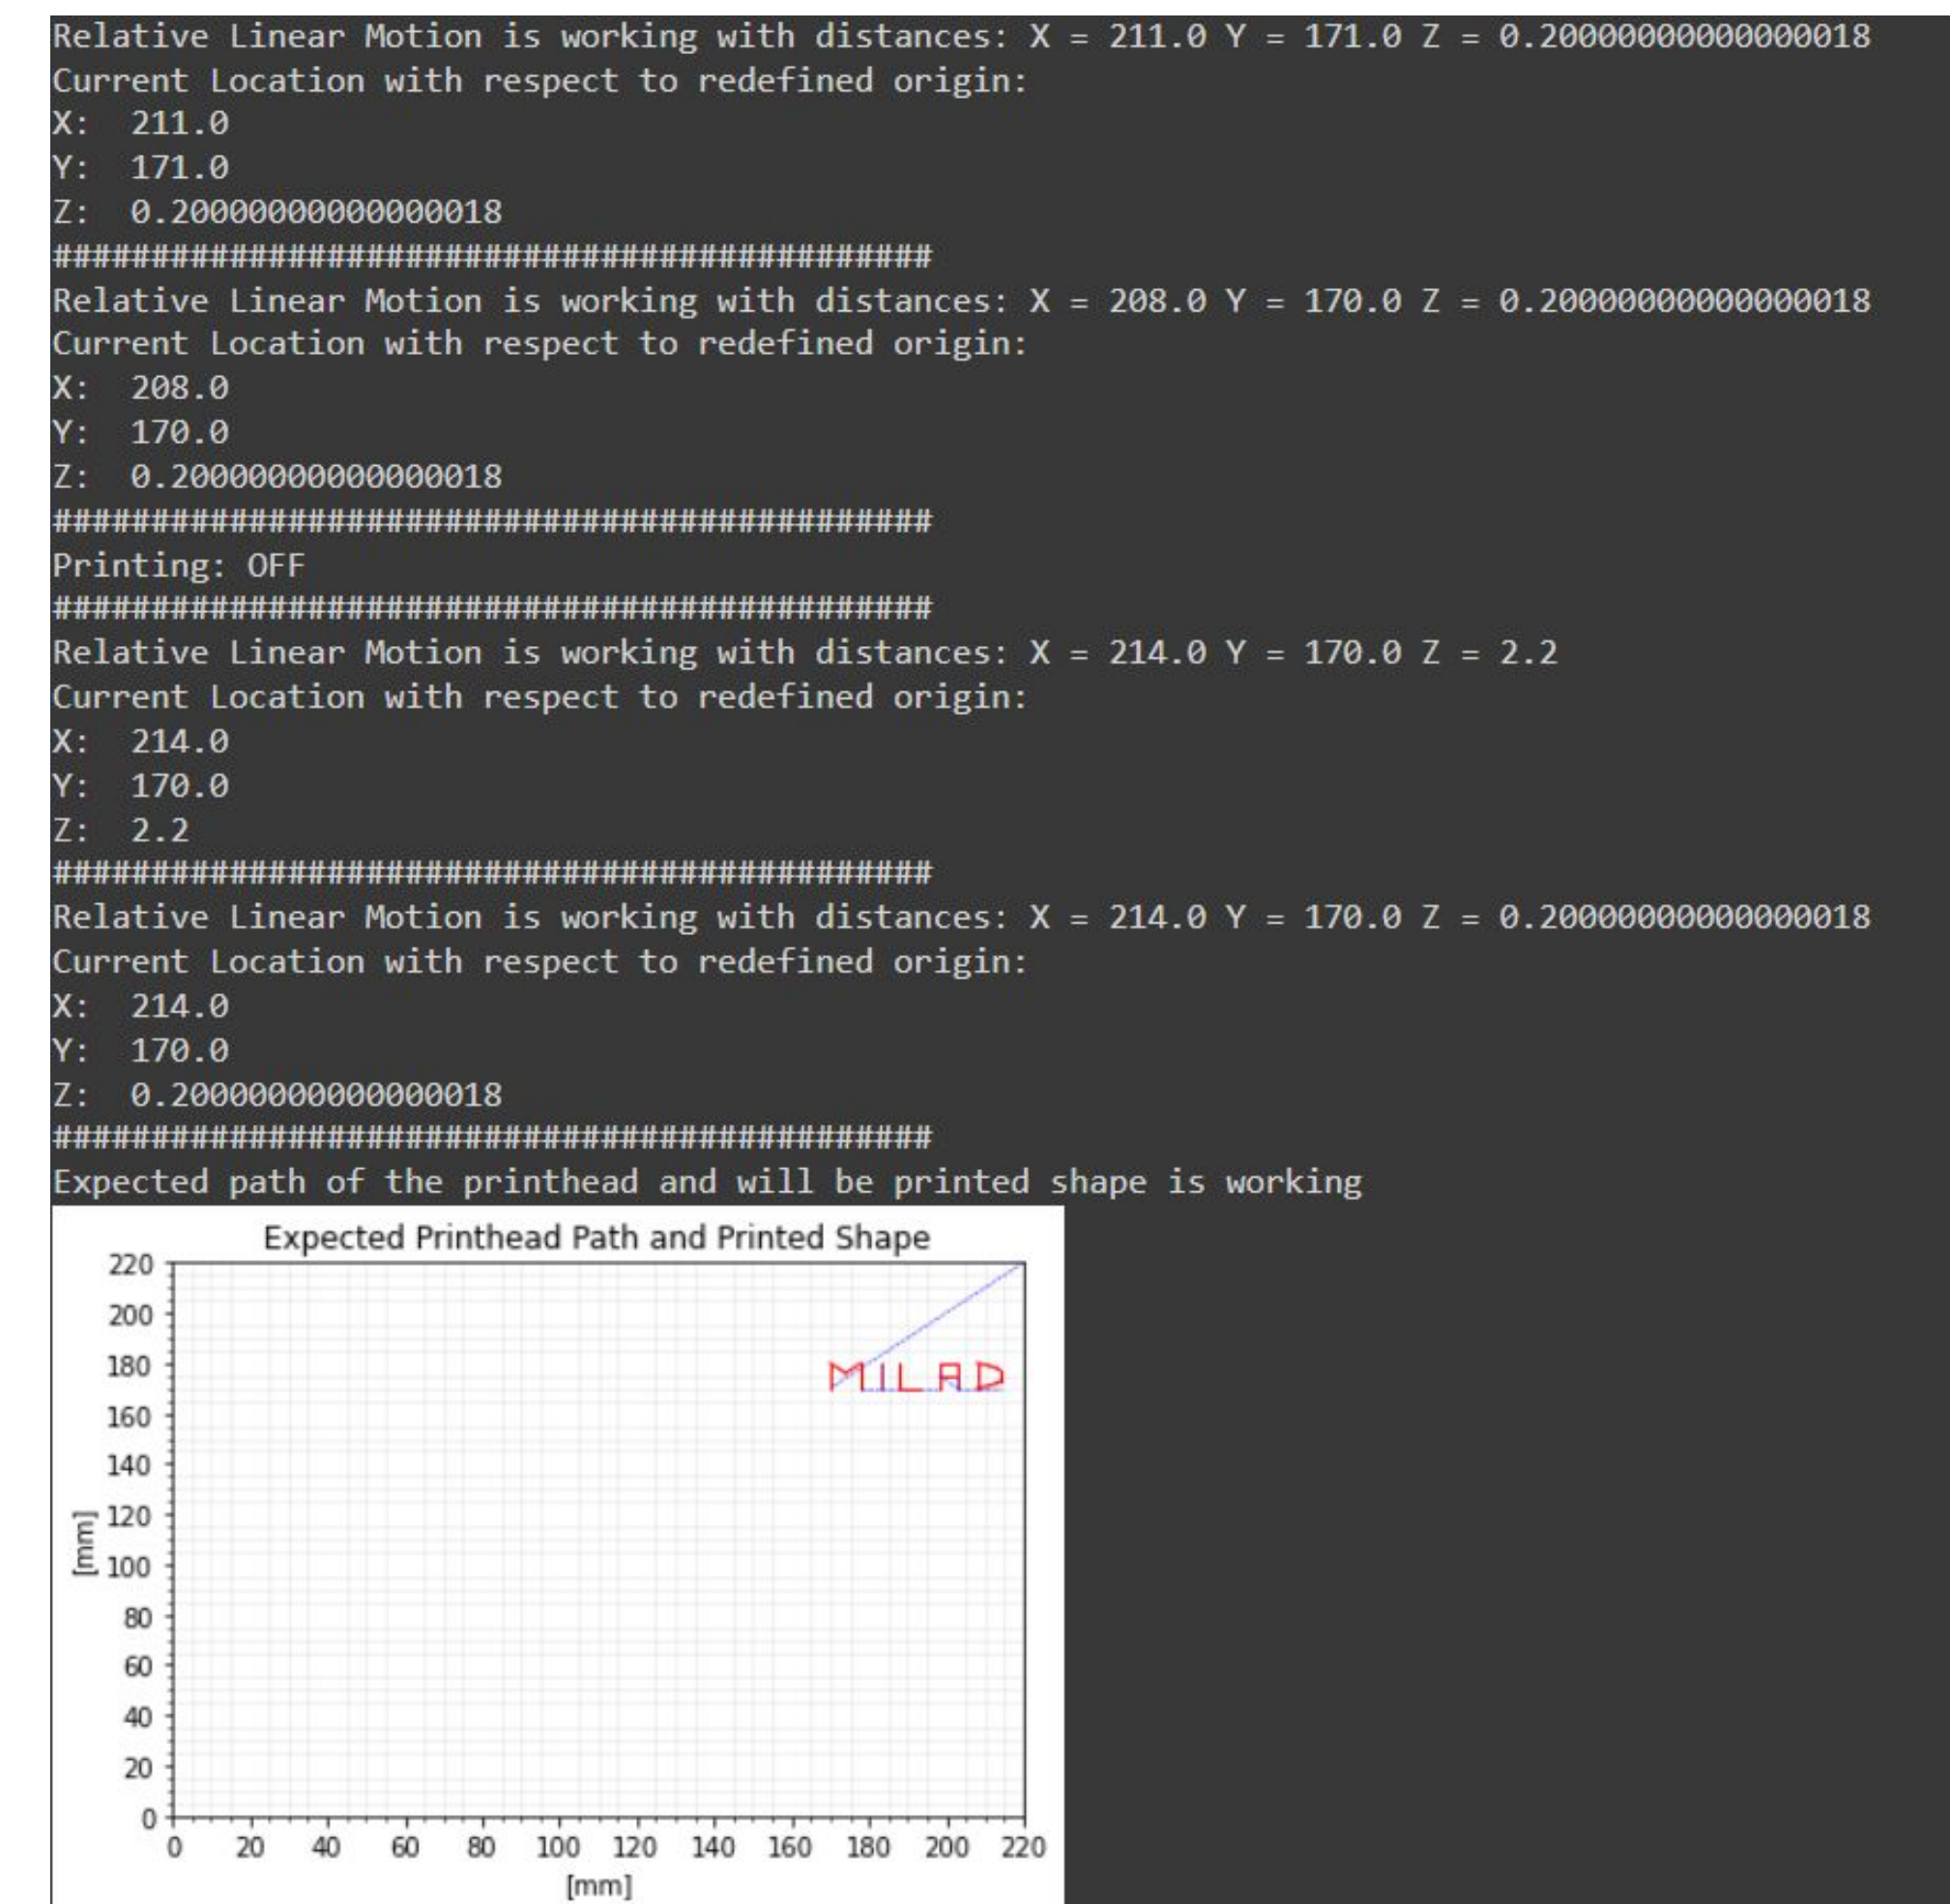 Relative Linear Motion is working with distances: X = 211.0 Y = 171.0 Z = 0.20000000000000018
Current Location with respect to redefined origin:
X:  211.0
Y:  171.0
Z:  0.20000000000000018
#############################################
Relative Linear Motion is working with distances: X = 208.0 Y = 170.0 Z = 0.20000000000000018
Current Location with respect to redefined origin:
X:  208.0
Y:  170.0
Z:  0.20000000000000018
#############################################
Printing: OFF
#############################################
Relative Linear Motion is working with distances: X = 214.0 Y = 170.0 Z = 2.2
Current Location with respect to redefined origin:
X:  214.0
Y:  170.0
Z:  2.2
#############################################
Relative Linear Motion is working with distances: X = 214.0 Y = 170.0 Z = 0.20000000000000018
Current Location with respect to redefined origin:
X:  214.0
Y:  170.0
Z:  0.20000000000000018
#############################################
Expected path of the printhead and will be printed shape is working
Expected Printhead Path and Printed Shape
220
200
180
MILAD
160
140
120
[mm]
100
80
60
40
20
0
0 20 40 60 80 100 120 140 160 180 200 220
[mm]